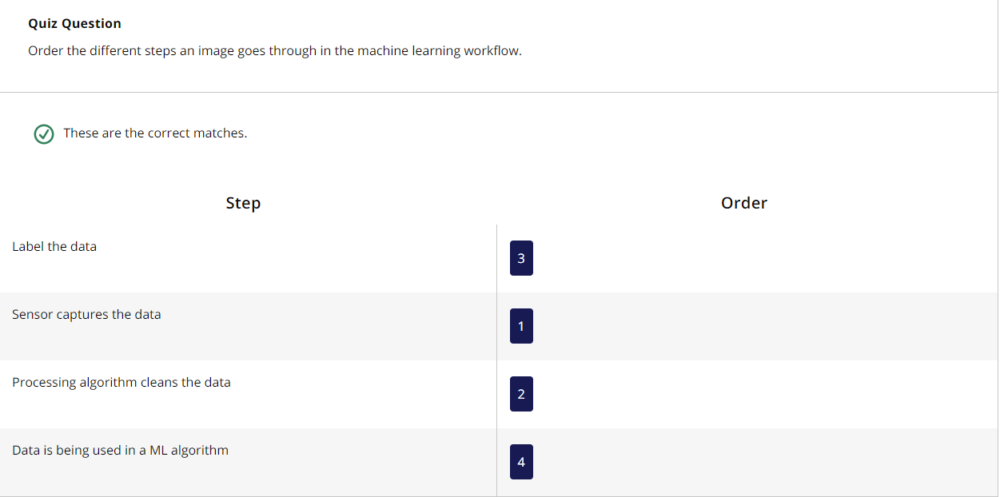 Quiz Question
Order the different steps an image goes through in the machine learning workflow.
These are the correct matches.
Step Order
Label the data 3
Sensor captures the data 1
Processing algorithm cleans the data 2
Data is being used in a ML algorithm 4